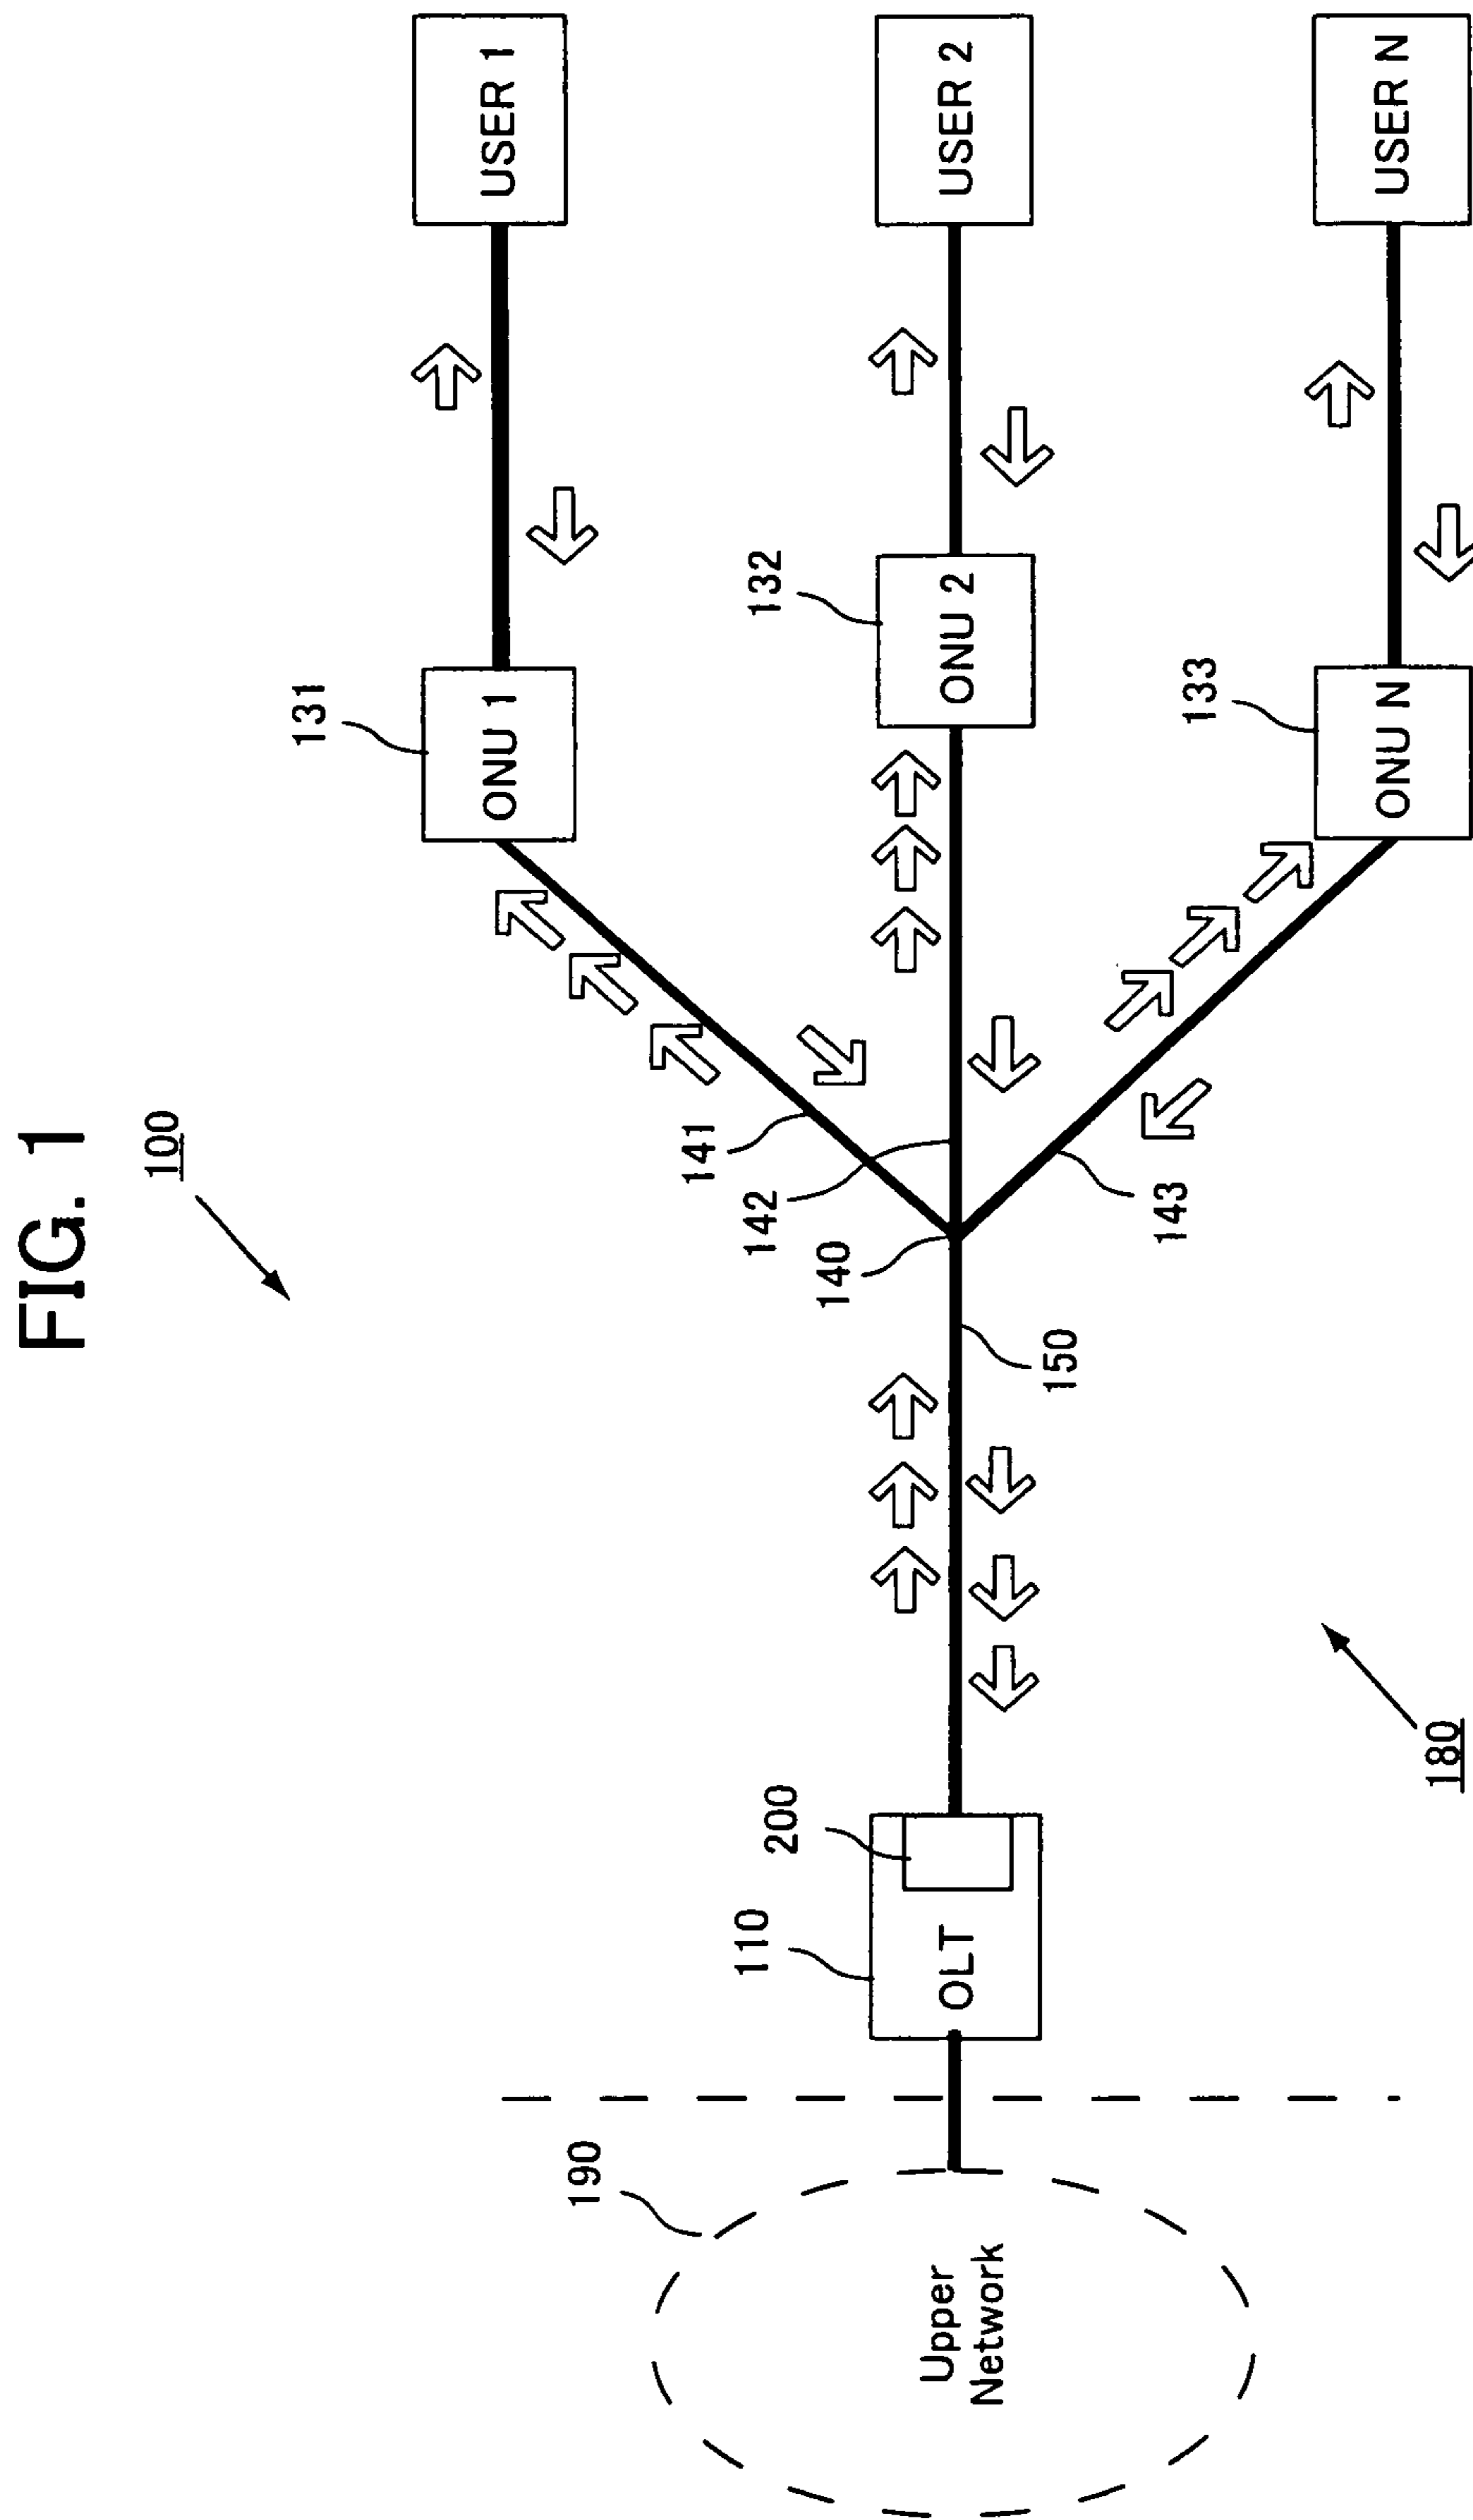 FIG. 1
100
131
ONU 1
USER 1
141
142
140
132
ONU 2
USER 2
190
Upper
Network
110
OLT
200
150
143
133
ONU N
USER N
180